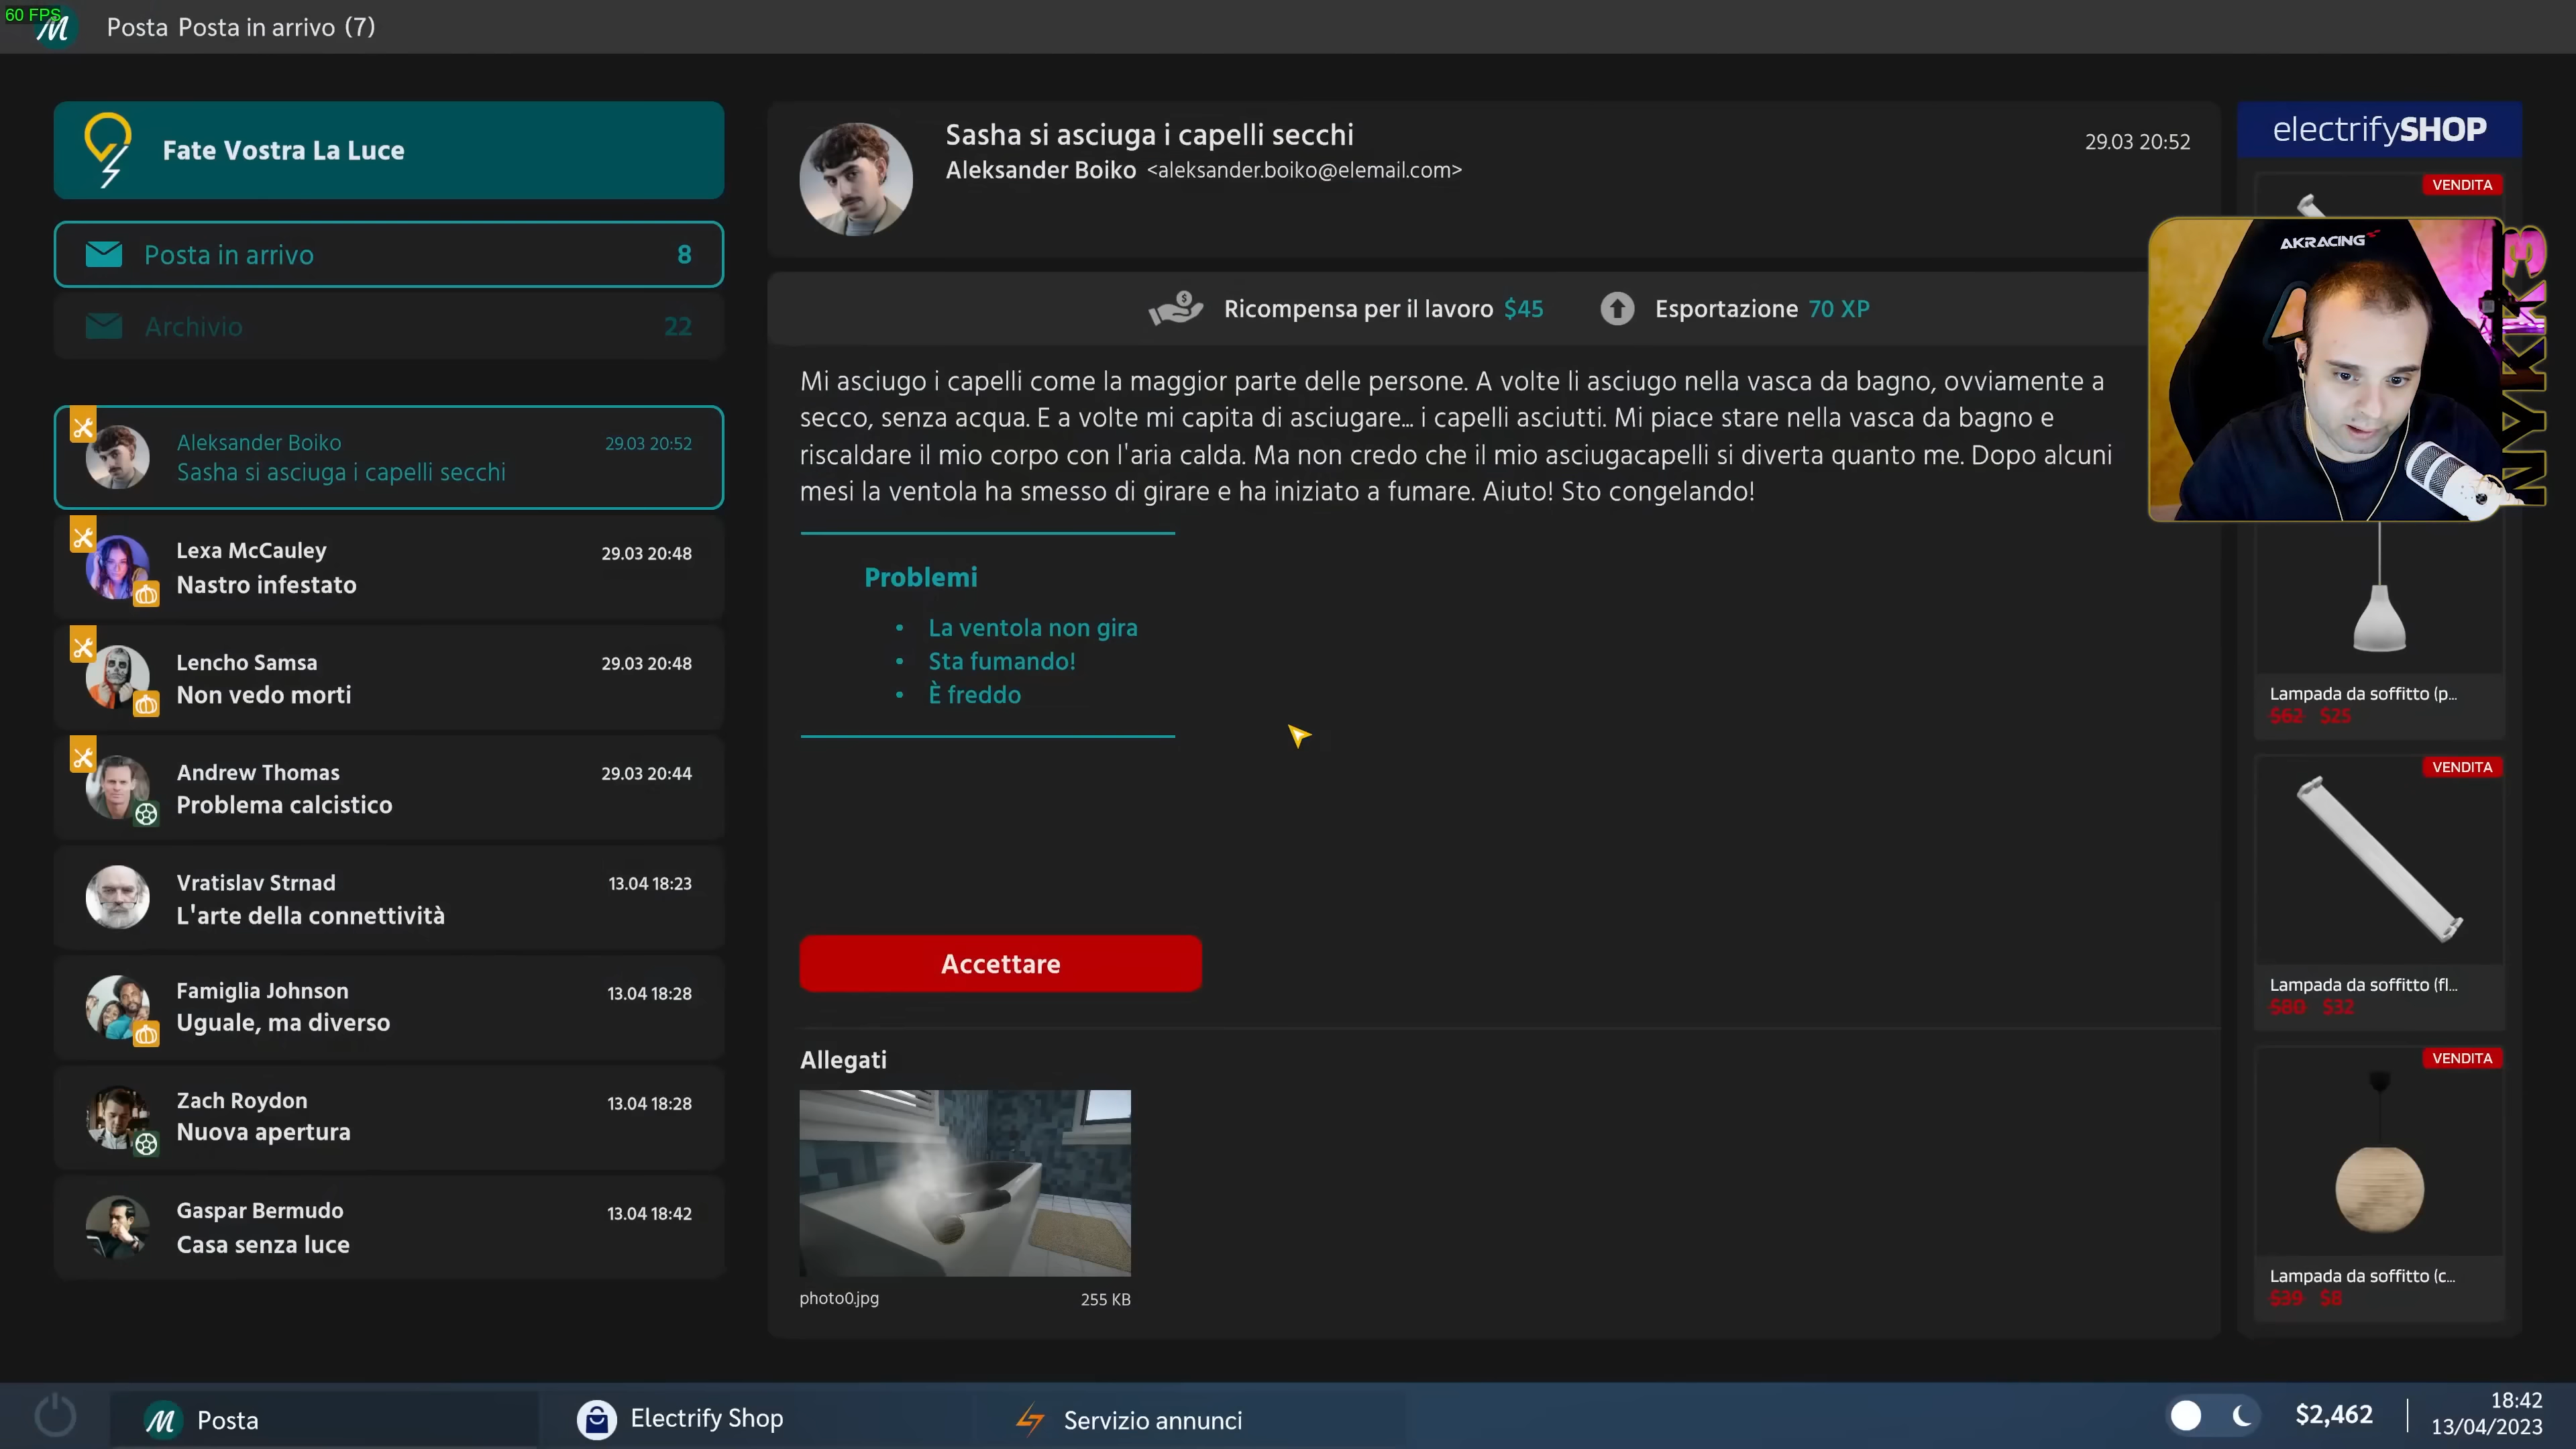 60 FPS
M
Posta Posta in arrivo (7)
Fate Vostra La Luce
Posta in arrivo 8
Archivio 22
Aleksander Boiko 29.03 20:52
Sasha si asciuga i capelli secchi
Lexa McCauley 29.03 20:48
Nastro infestato
Lencho Samsa 29.03 20:48
Non vedo morti
Andrew Thomas 29.03 20:44
Problema calcistico
Vratislav Strnad 13.04 18:23
L'arte della connettività
Famiglia Johnson 13.04 18:28
Uguale, ma diverso
Zach Roydon 13.04 18:28
Nuova apertura
Gaspar Bermudo 13.04 18:42
Casa senza luce
Sasha si asciuga i capelli secchi
Aleksander Boiko <aleksander.boiko@elemail.com>
29.03 20:52
Ricompensa per il lavoro $45 Esportazione 70 XP
Mi asciugo i capelli come la maggior parte delle persone. A volte li asciugo nella vasca da bagno, ovviamente a
secco, senza acqua. E a volte mi capita di asciugare... i capelli asciutti. Mi piace stare nella vasca da bagno e
riscaldare il mio corpo con l'aria calda. Ma non credo che il mio asciugacapelli si diverta quanto me. Dopo alcuni
mesi la ventola ha smesso di girare e ha iniziato a fumare. Aiuto! Sto congelando!
Problemi
• La ventola non gira
• Sta fumando!
• È freddo
Accettare
Allegati
photo0.jpg 255 KB
electrifySHOP
VENDITA
AKRACING
NYKK3
Lampada da soffitto (p...
$62 $25
VENDITA
Lampada da soffitto (fl...
$80 $32
VENDITA
Lampada da soffitto (c...
$39 $8
M Posta
Electrify Shop
Servizio annunci
$2,462
18:42
13/04/2023